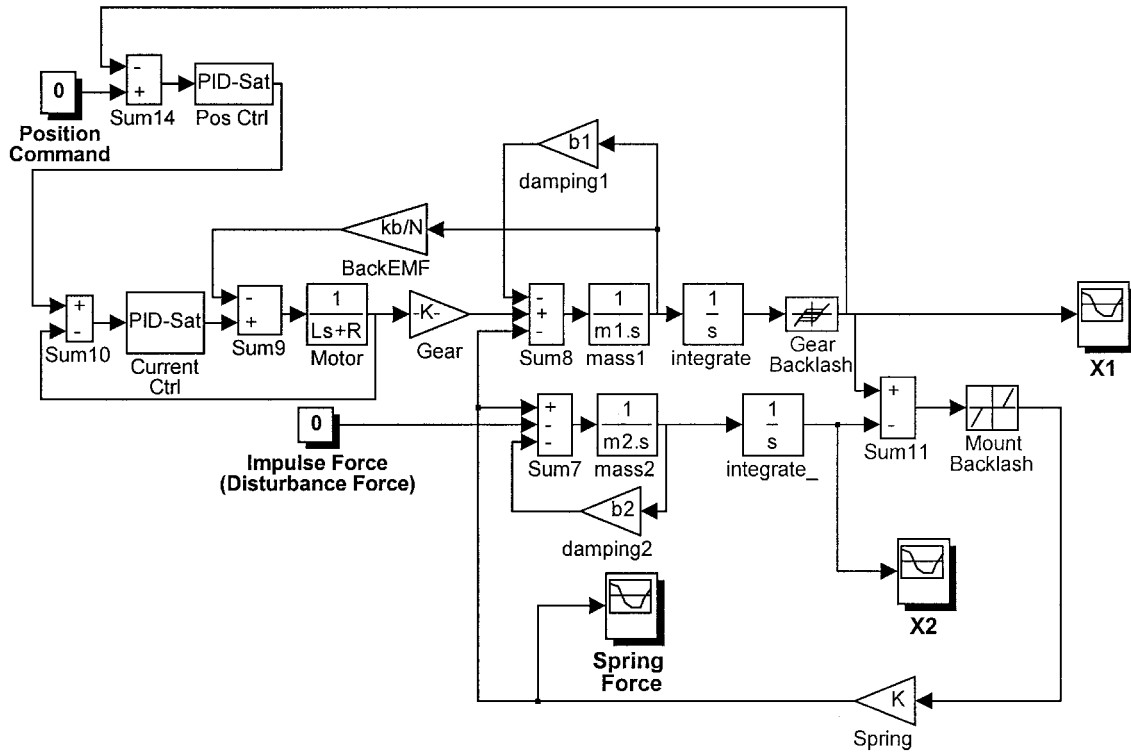 -
+
Sum14
PID-Sat
Pos Ctrl
0
Position
Command
b1
damping1
kb/N
BackEMF
+
-
Sum10
PID-Sat
Current
Ctrl
-
+
Sum9
1
Ls+R
Motor
-K-
Gear
-
+
-
Sum8
1
m1.s
mass1
1
s
integrate
Gear
Backlash
X1
0
Impulse Force
(Disturbance Force)
+
-
-
Sum7
1
m2.s
mass2
1
s
integrate_
+
-
Sum11
Mount
Backlash
b2
damping2
X2
Spring
Force
K
Spring